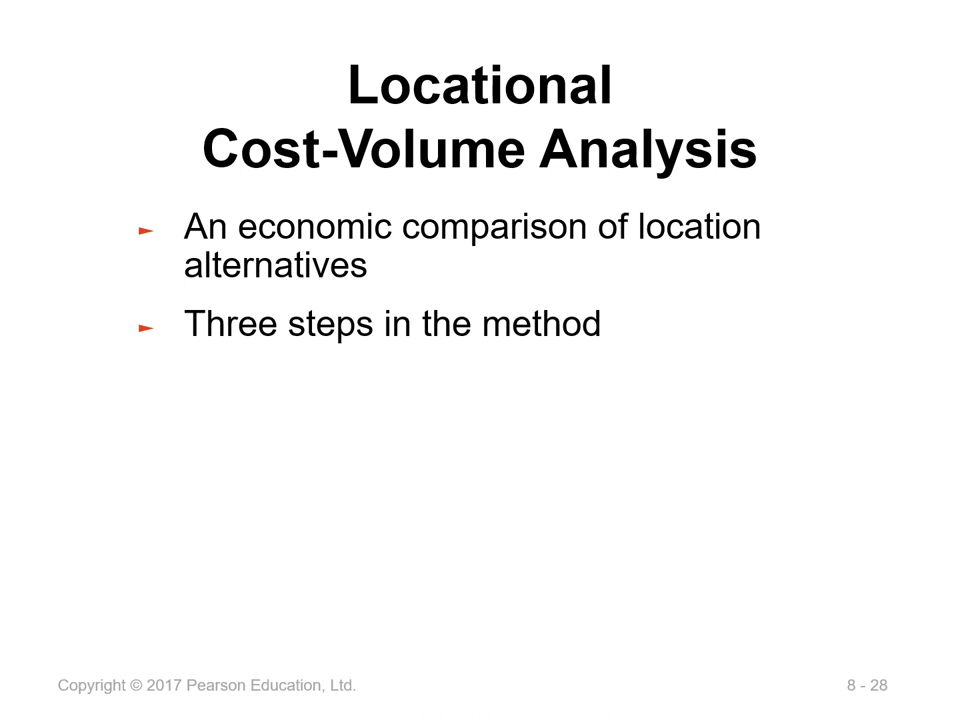 Locational
Cost-Volume Analysis
► An economic comparison of location
alternatives
► Three steps in the method
Copyright © 2017 Pearson Education, Ltd.
8 - 28